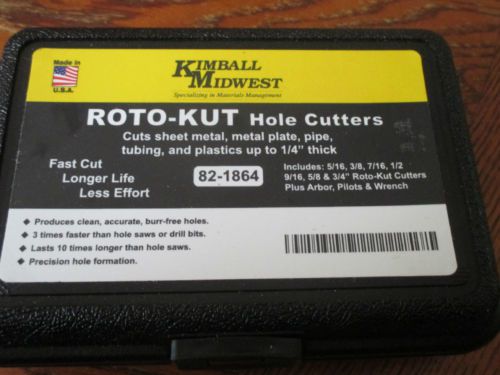 Made in
U.S.A.
KIMBALL
MIDWEST
Specializing in Materials Management
ROTO-KUT Hole Cutters
Cuts sheet metal, metal plate, pipe,
tubing, and plastics up to 1/4" thick
Fast Cut
Longer Life
Less Effort
82-1864
Includes: 5/16, 3/8, 7/16, 1/2
9/16, 5/8 & 3/4" Roto-Kut Cutters
Plus Arbor, Pilots & Wrench
◆ Produces clean, accurate, burr-free holes.
◆ 3 times faster than hole saws or drill bits.
◆ Lasts 10 times longer than hole saws.
◆ Precision hole formation.